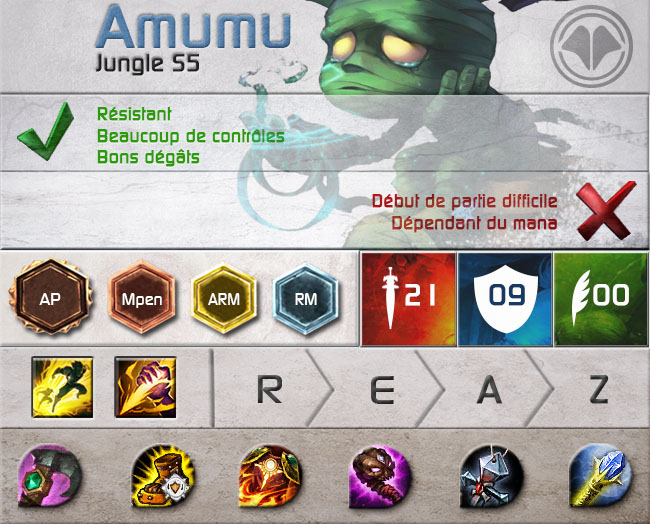 Amumu
Jungle S5
Résistant
Beaucoup de contrôles
Bons dégâts
Début de partie difficile
Dépendant du mana
AP
Mpen
ARM
RM
21
09
00
R E A Z